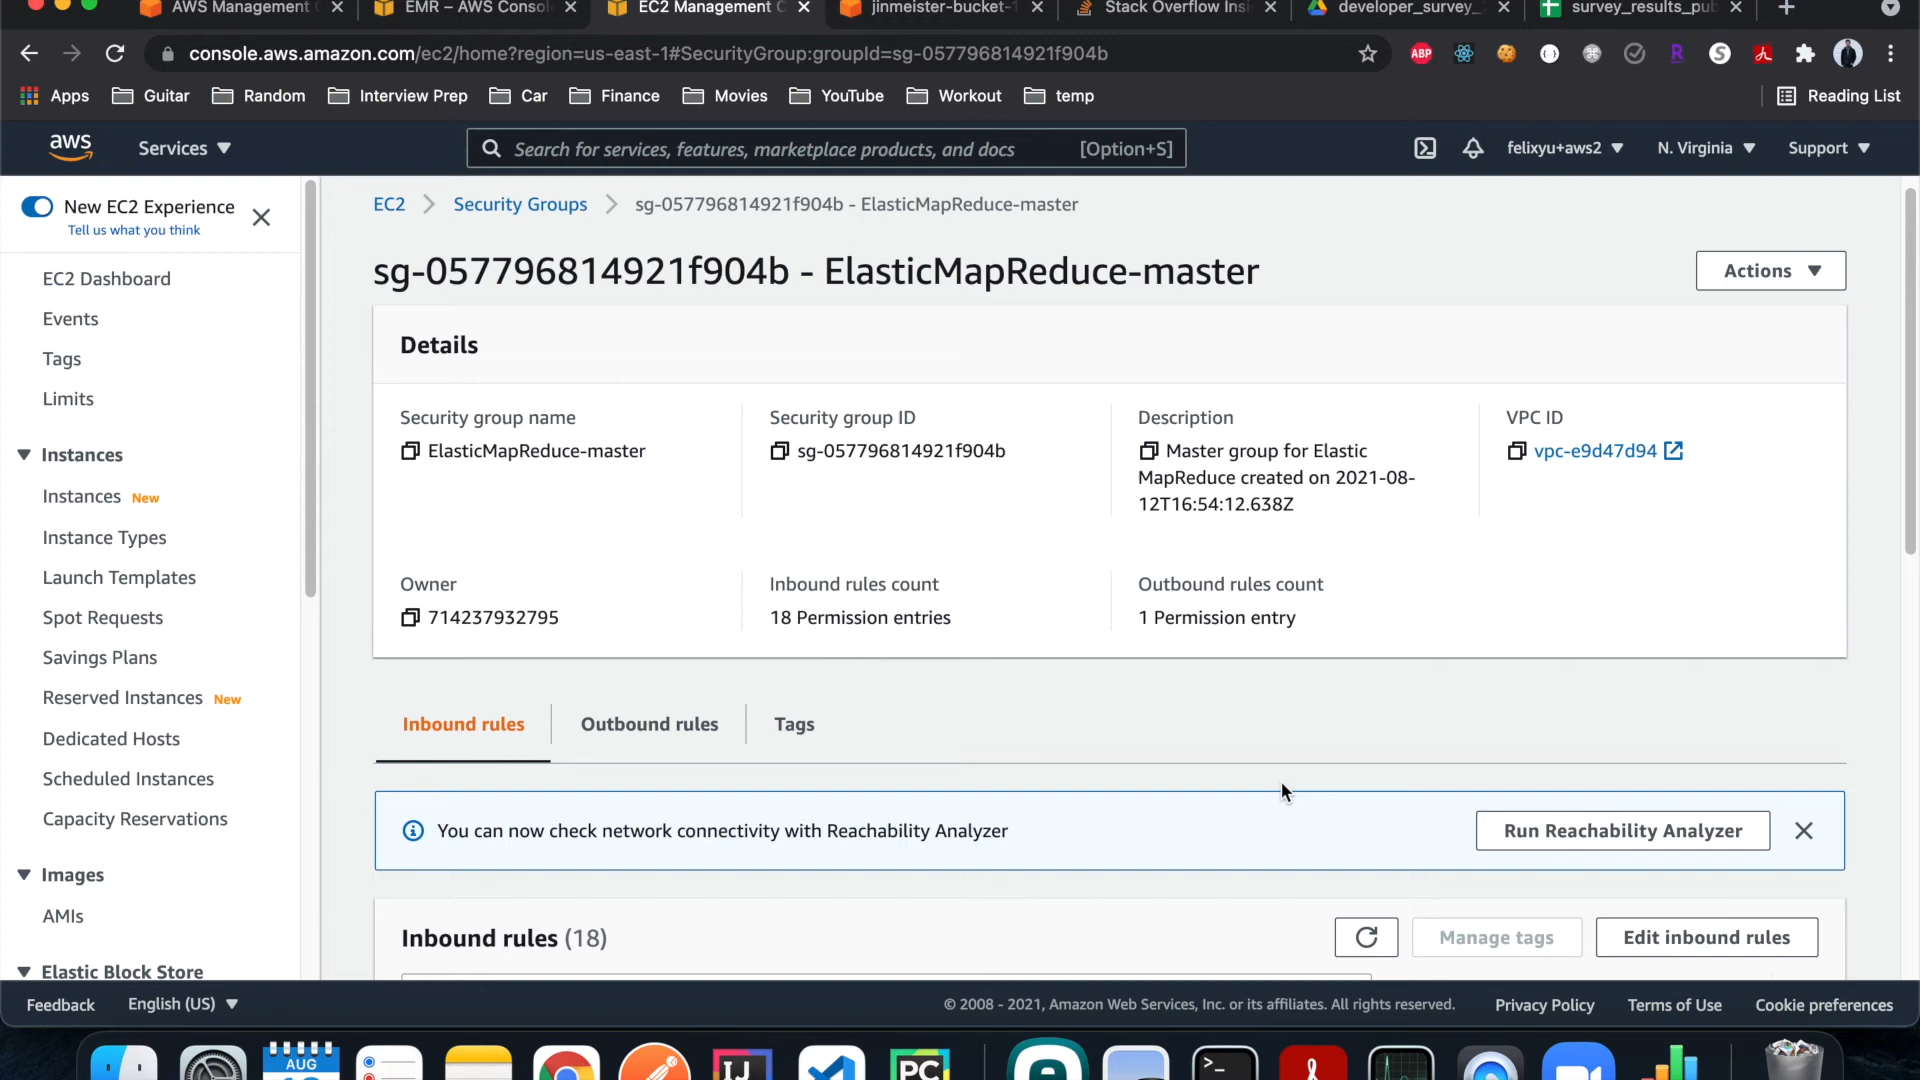 AWS Management C
EMR – AWS Consol
EC2 Management C
jinmeister-bucket-1
Stack Overflow Insi
developer_survey_
survey_results_pub
console.aws.amazon.com/ec2/home?region=us-east-1#SecurityGroup:groupId=sg-057796814921f904b
ABP
Apps
Guitar
Random
Interview Prep
Car
Finance
Movies
YouTube
Workout
temp
Reading List
aws
Services
Search for services, features, marketplace products, and docs
[Option+S]
felixyu+aws2
N. Virginia
Support
New EC2 Experience
Tell us what you think
EC2 Dashboard
Events
Tags
Limits
Instances
Instances New
Instance Types
Launch Templates
Spot Requests
Savings Plans
Reserved Instances New
Dedicated Hosts
Scheduled Instances
Capacity Reservations
Images
AMIs
Elastic Block Store
EC2
Security Groups
sg-057796814921f904b - ElasticMapReduce-master
sg-057796814921f904b - ElasticMapReduce-master
Actions
Details
Security group name
ElasticMapReduce-master
Security group ID
sg-057796814921f904b
Description
Master group for Elastic
MapReduce created on 2021-08-
12T16:54:12.638Z
VPC ID
vpc-e9d47d94
Owner
714237932795
Inbound rules count
18 Permission entries
Outbound rules count
1 Permission entry
Inbound rules
Outbound rules
Tags
You can now check network connectivity with Reachability Analyzer
Run Reachability Analyzer
Inbound rules (18)
Manage tags
Edit inbound rules
Feedback
English (US)
© 2008 - 2021, Amazon Web Services, Inc. or its affiliates. All rights reserved.
Privacy Policy
Terms of Use
Cookie preferences
AUG
IJ
PC